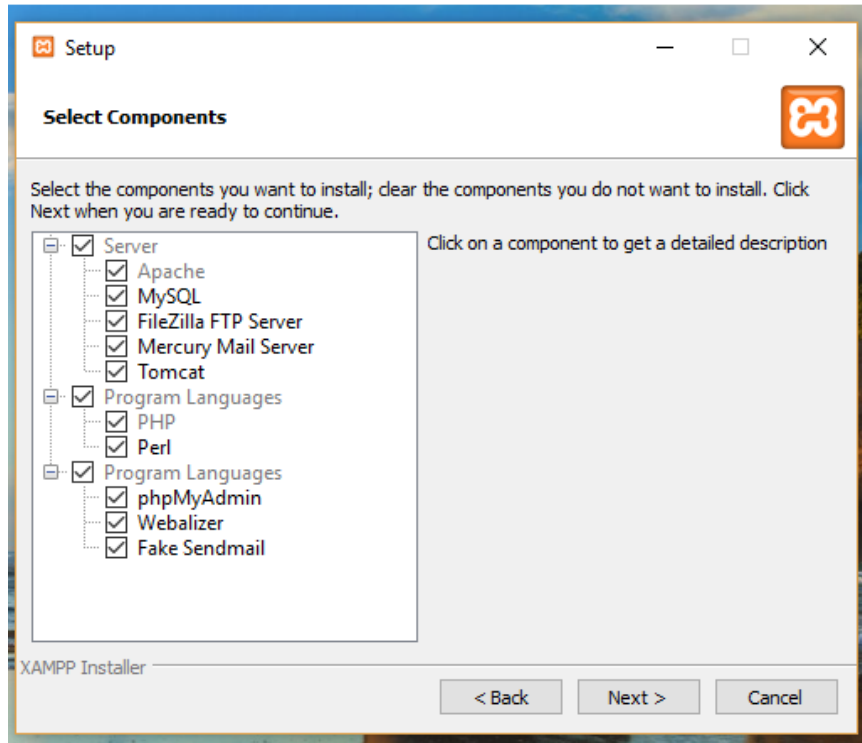 Setup
Select Components
Select the components you want to install; clear the components you do not want to install. Click
Next when you are ready to continue.
Server
Apache
MySQL
FileZilla FTP Server
Mercury Mail Server
Tomcat
Program Languages
PHP
Perl
Program Languages
phpMyAdmin
Webalizer
Fake Sendmail
Click on a component to get a detailed description
XAMPP Installer
< Back
Next >
Cancel